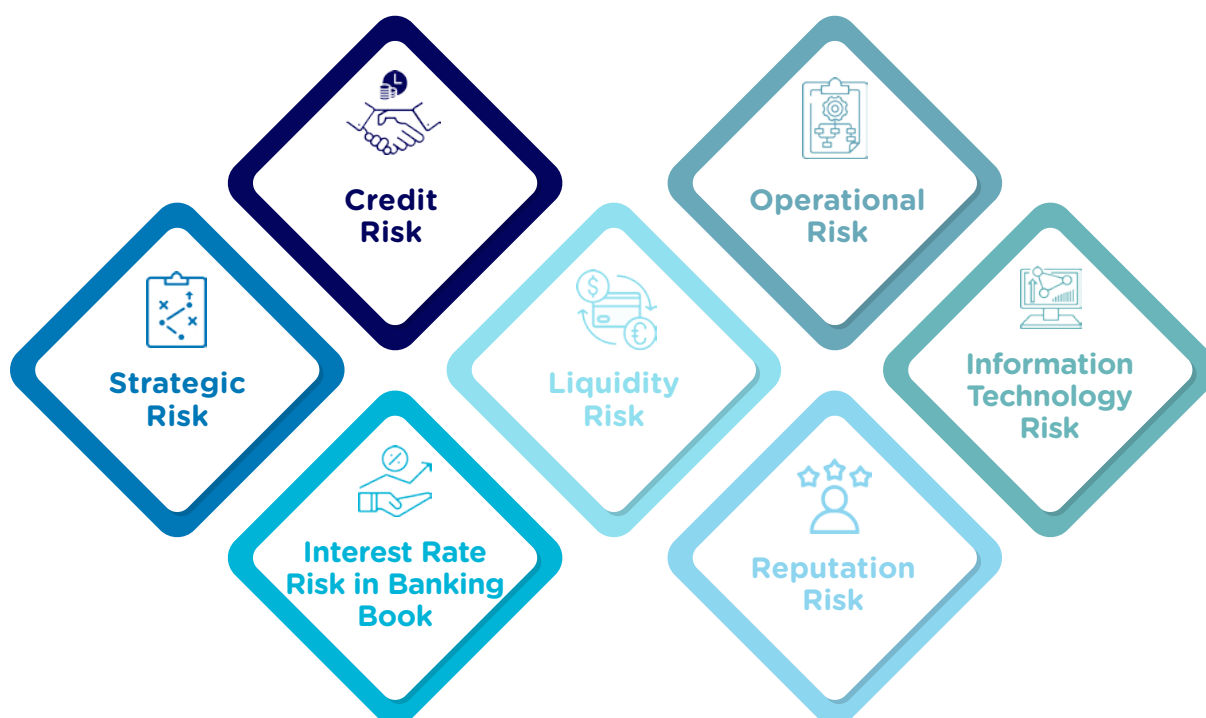 Credit
Risk
Operational
Risk
Strategic
Risk
Liquidity
Risk
Information
Technology
Risk
Interest Rate
Risk in Banking
Book
Reputation
Risk